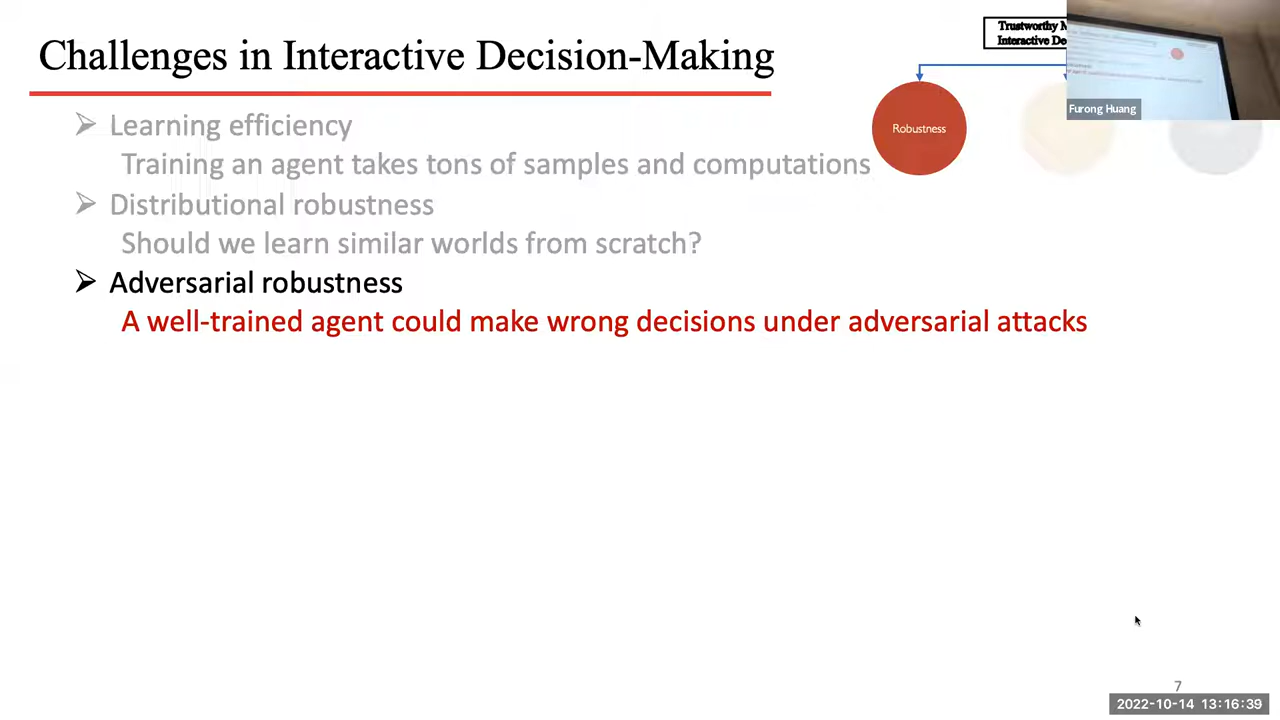 Challenges in Interactive Decision-Making
Trustworthy
Interactive
Robustness
Furong Huang
➢ Learning efficiency
Training an agent takes tons of samples and computations
➢ Distributional robustness
Should we learn similar worlds from scratch?
➢ Adversarial robustness
A well-trained agent could make wrong decisions under adversarial attacks
7
2022-10-14 13:16:39